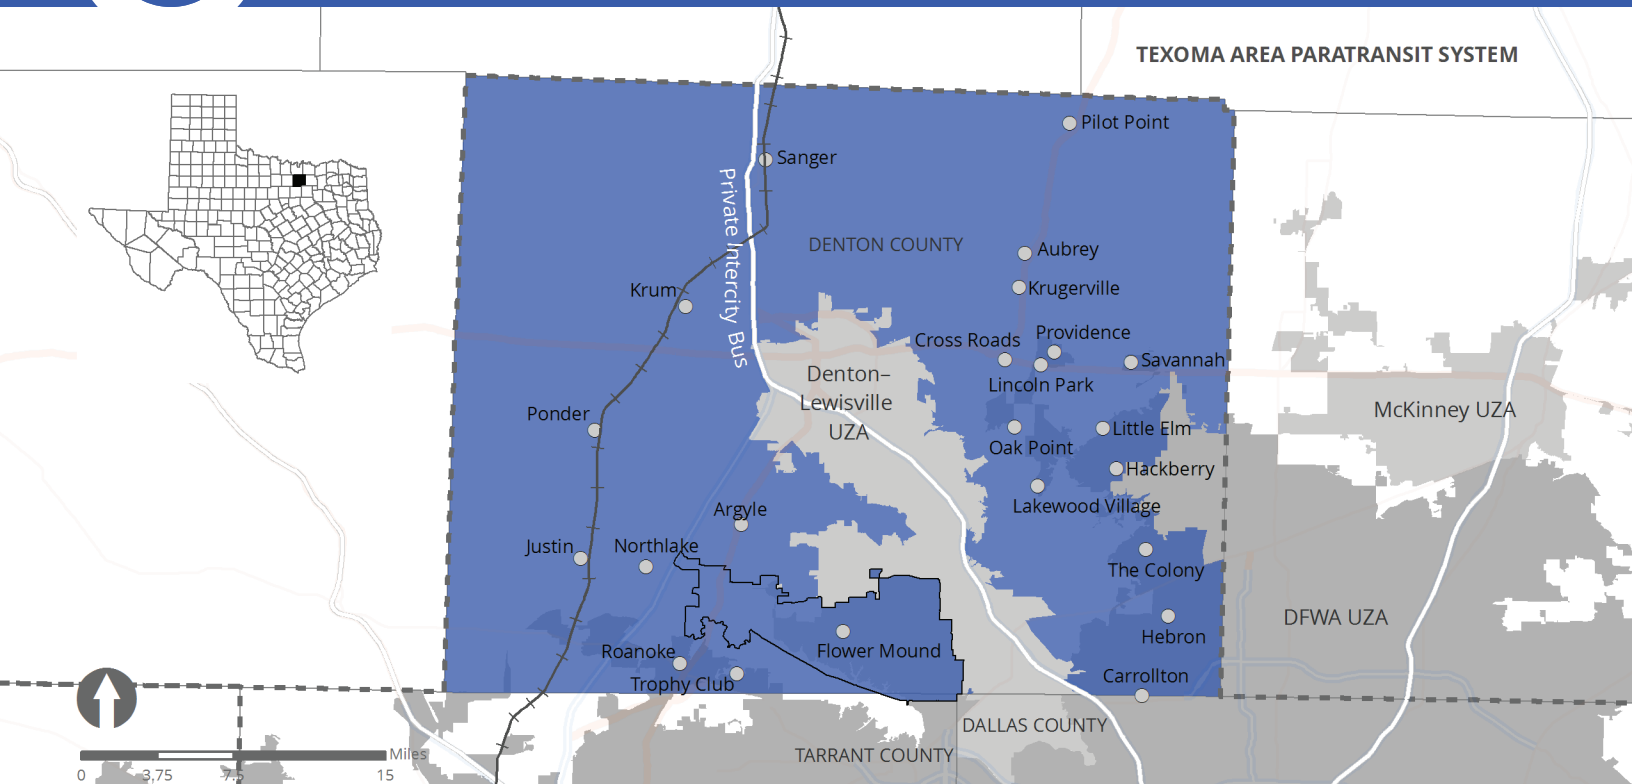 TEXOMA AREA PARATRANSIT SYSTEM
Pilot Point
Sanger
Private Intercity Bus
DENTON COUNTY
Aubrey
Krugerville
Krum
Providence
Cross Roads
Savannah
Lincoln Park
Denton–
Lewisville
UZA
McKinney UZA
Ponder
Little Elm
Oak Point
Hackberry
Lakewood Village
Argyle
Justin
Northlake
The Colony
DFWA UZA
Hebron
Flower Mound
Roanoke
Trophy Club
Carrollton
DALLAS COUNTY
TARRANT COUNTY
Miles
0
3.75
7.5
15